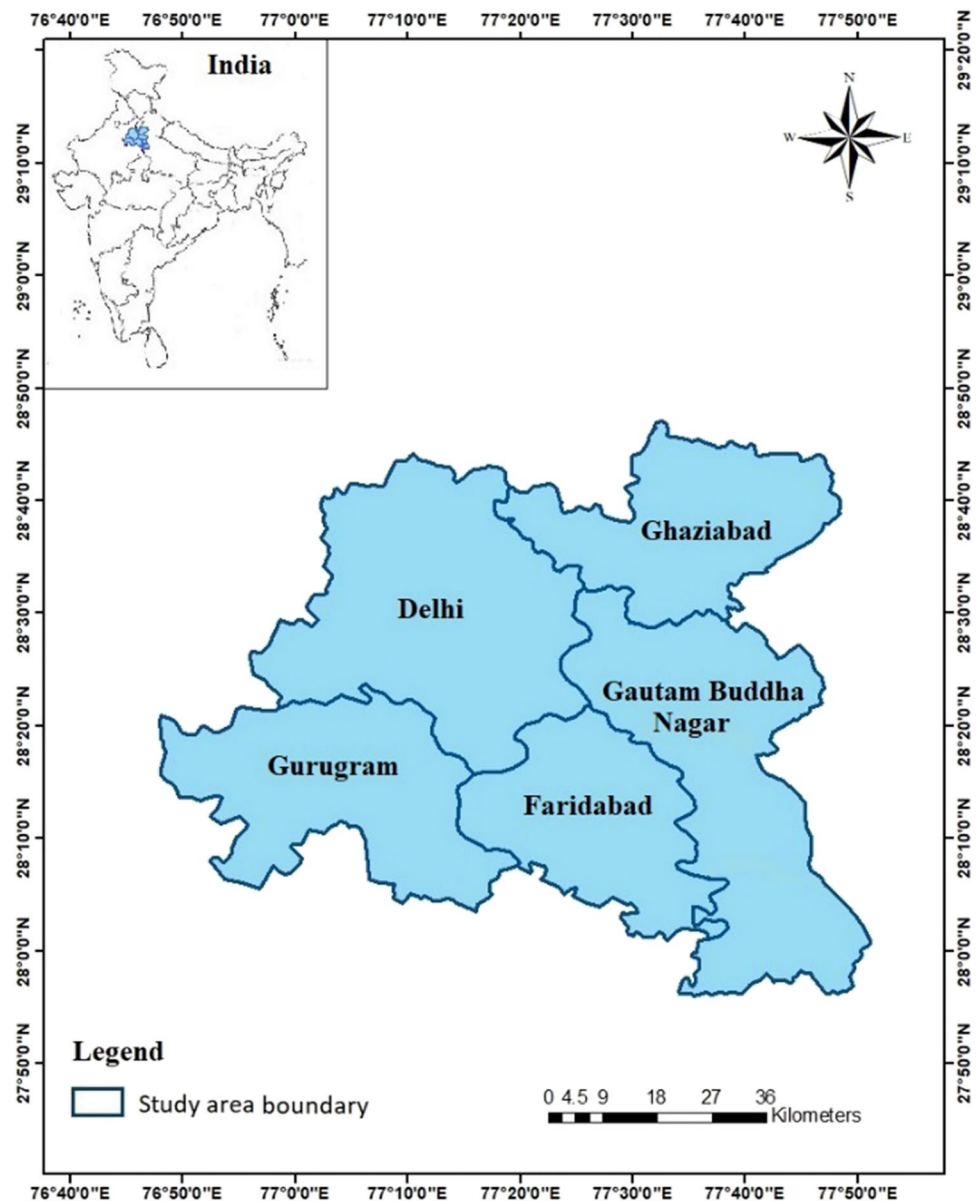 76°40'0"E 76°50'0"E 77°0'0"E 77°10'0"E 77°20'0"E 77°30'0"E 77°40'0"E 77°50'0"E
India
N
W E
S
29°20'0"N
29°10'0"N 29°10'0"N
29°0'0"N 29°0'0"N
28°50'0"N 28°50'0"N
28°40'0"N 28°40'0"N
Ghaziabad
Delhi
28°30'0"N 28°30'0"N
Gautam Buddha
Nagar
28°20'0"N 28°20'0"N
Gurugram
Faridabad
28°10'0"N 28°10'0"N
28°0'0"N 28°0'0"N
27°50'0"N 27°50'0"N
Legend
Study area boundary
0 4.5 9 18 27 36
Kilometers
76°40'0"E 76°50'0"E 77°0'0"E 77°10'0"E 77°20'0"E 77°30'0"E 77°40'0"E 77°50'0"E